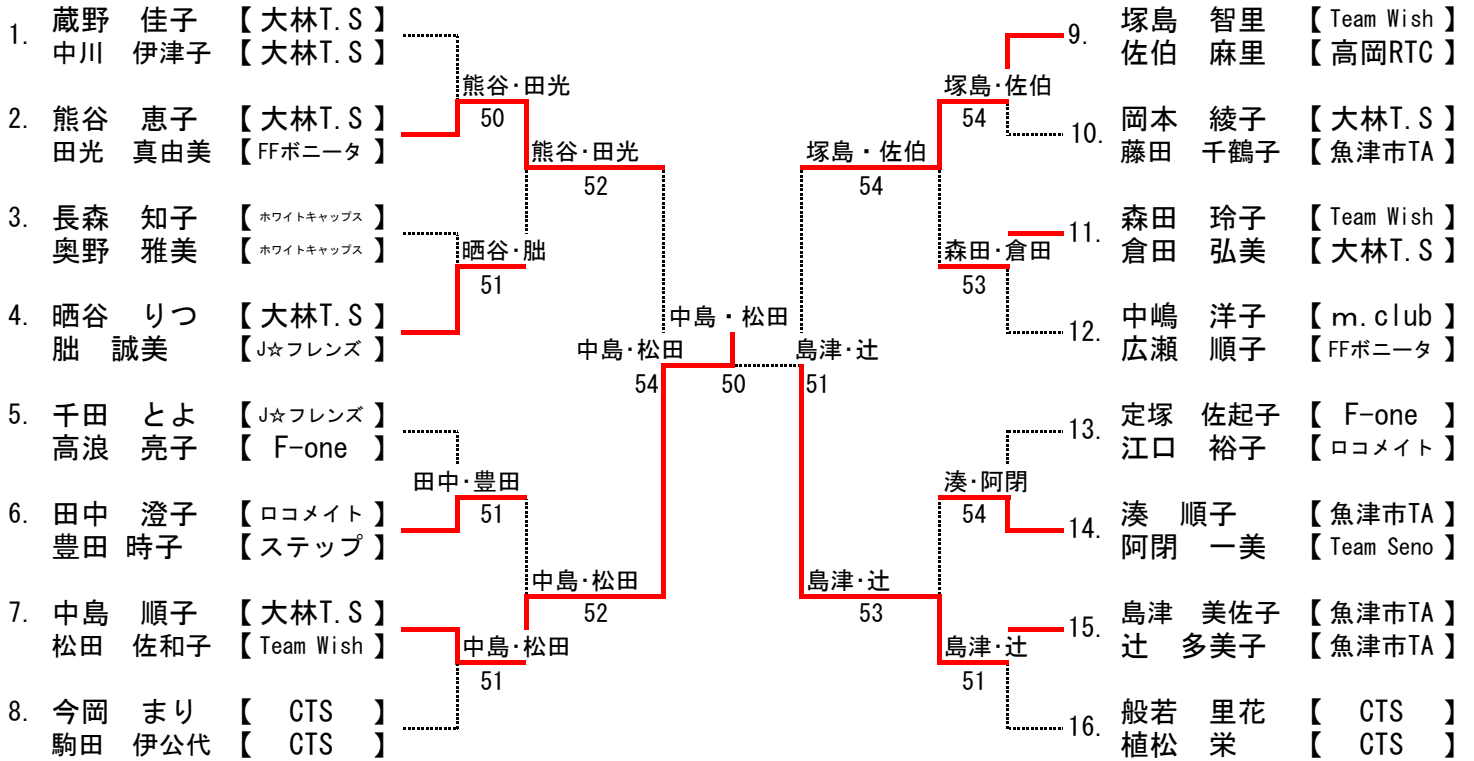 1. 蔵野 佳子 【 大林T.S 】
中川 伊津子 【 大林T.S 】
2. 熊谷 恵子 【 大林T.S 】
田光 真由美 【 FFボニータ 】
3. 長森 知子 【 ホワイトキャップス 】
奥野 雅美 【 ホワイトキャップス 】
4. 晒谷 りつ 【 大林T.S 】
朏 誠美 【 J☆フレンズ 】
5. 千田 とよ 【 J☆フレンズ 】
高浪 亮子 【 F-one 】
6. 田中 澄子 【 ロコメイト 】
豊田 時子 【 ステップ 】
7. 中島 順子 【 大林T.S 】
松田 佐和子 【 Team Wish 】
8. 今岡 まり 【 CTS 】
駒田 伊公代 【 CTS 】
熊谷・田光
50
晒谷・朏
51
田中・豊田
51
中島・松田
51
熊谷・田光
52
中島・松田
52
中島・松田
54
中島・松田
50
島津・辻
51
塚島・佐伯
54
島津・辻
53
塚島・佐伯
54
森田・倉田
53
湊・阿閉
54
島津・辻
51
9. 塚島 智里 【 Team Wish 】
佐伯 麻里 【 高岡RTC 】
10. 岡本 綾子 【 大林T.S 】
藤田 千鶴子 【 魚津市TA 】
11. 森田 玲子 【 Team Wish 】
倉田 弘美 【 大林T.S 】
12. 中嶋 洋子 【 m.club 】
広瀬 順子 【 FFボニータ 】
13. 定塚 佐起子 【 F-one 】
江口 裕子 【 ロコメイト 】
14. 湊 順子 【 魚津市TA 】
阿閉 一美 【 Team Seno 】
15. 島津 美佐子 【 魚津市TA 】
辻 多美子 【 魚津市TA 】
16. 般若 里花 【 CTS 】
植松 栄 【 CTS 】